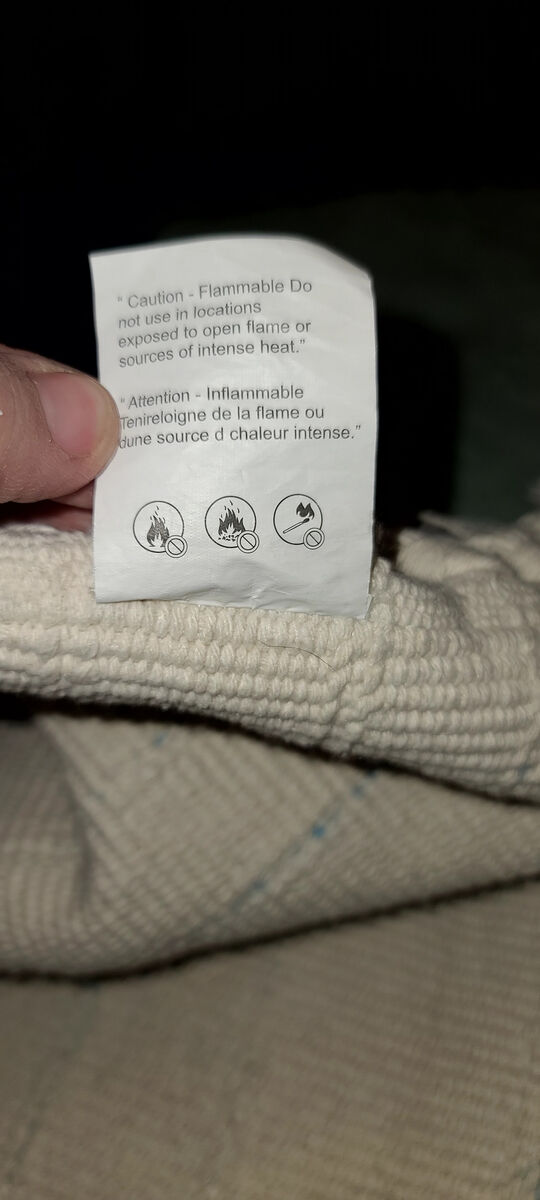 “ Caution - Flammable Do
not use in locations
exposed to open flame or
sources of intense heat.”
“ Attention - Inflammable
Tenireloigne de la flame ou
dune source d chaleur intense.”